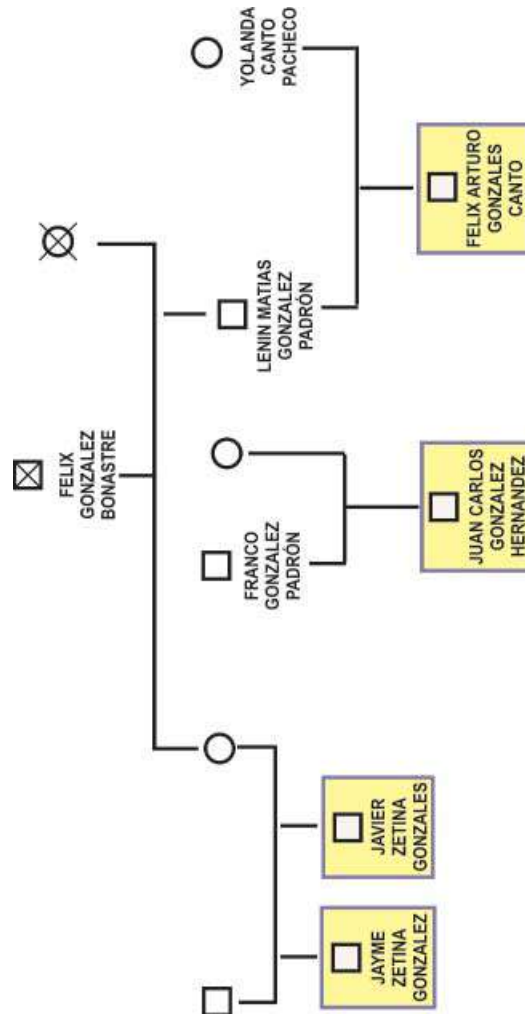 FELIX
GONZALEZ
BONASTRE
FRANCO
GONZALEZ
PADRÓN
LENIN MATIAS
GONZALEZ
PADRÓN
YOLANDA
CANTO
PACHECO
JAYME
ZETINA
GONZALEZ
JAVIER
ZETINA
GONZALES
JUAN CARLOS
GONZALEZ
HERNANDEZ
FELIX ARTURO
GONZALES
CANTO